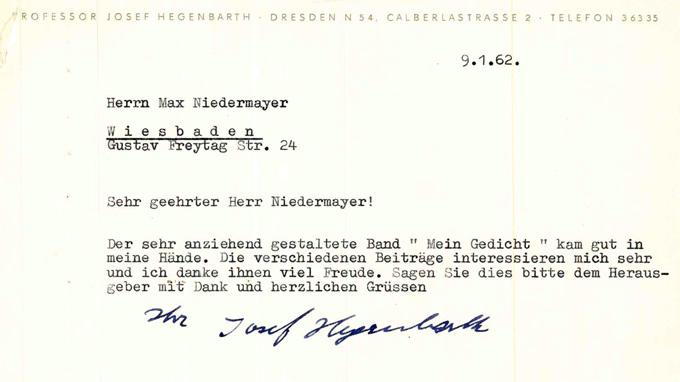 PROFESSOR JOSEF HEGENBARTH · DRESDEN N 54, CALBERLASTRASSE 2 · TELEFON 36335
9.1.62.
Herrn Max Niedermayer
W i e s b a d e n
Gustav Freytag Str. 24
Sehr geehrter Herr Niedermayer!
Der sehr anziehend gestaltete Band " Mein Gedicht " kam gut in
meine Hände. Die verschiedenen Beiträge interessieren mich sehr
und ich danke ihnen viel Freude. Sagen Sie dies bitte dem Heraus-
geber mit Dank und herzlichen Grüssen
Ihr Josef Hegenbarth